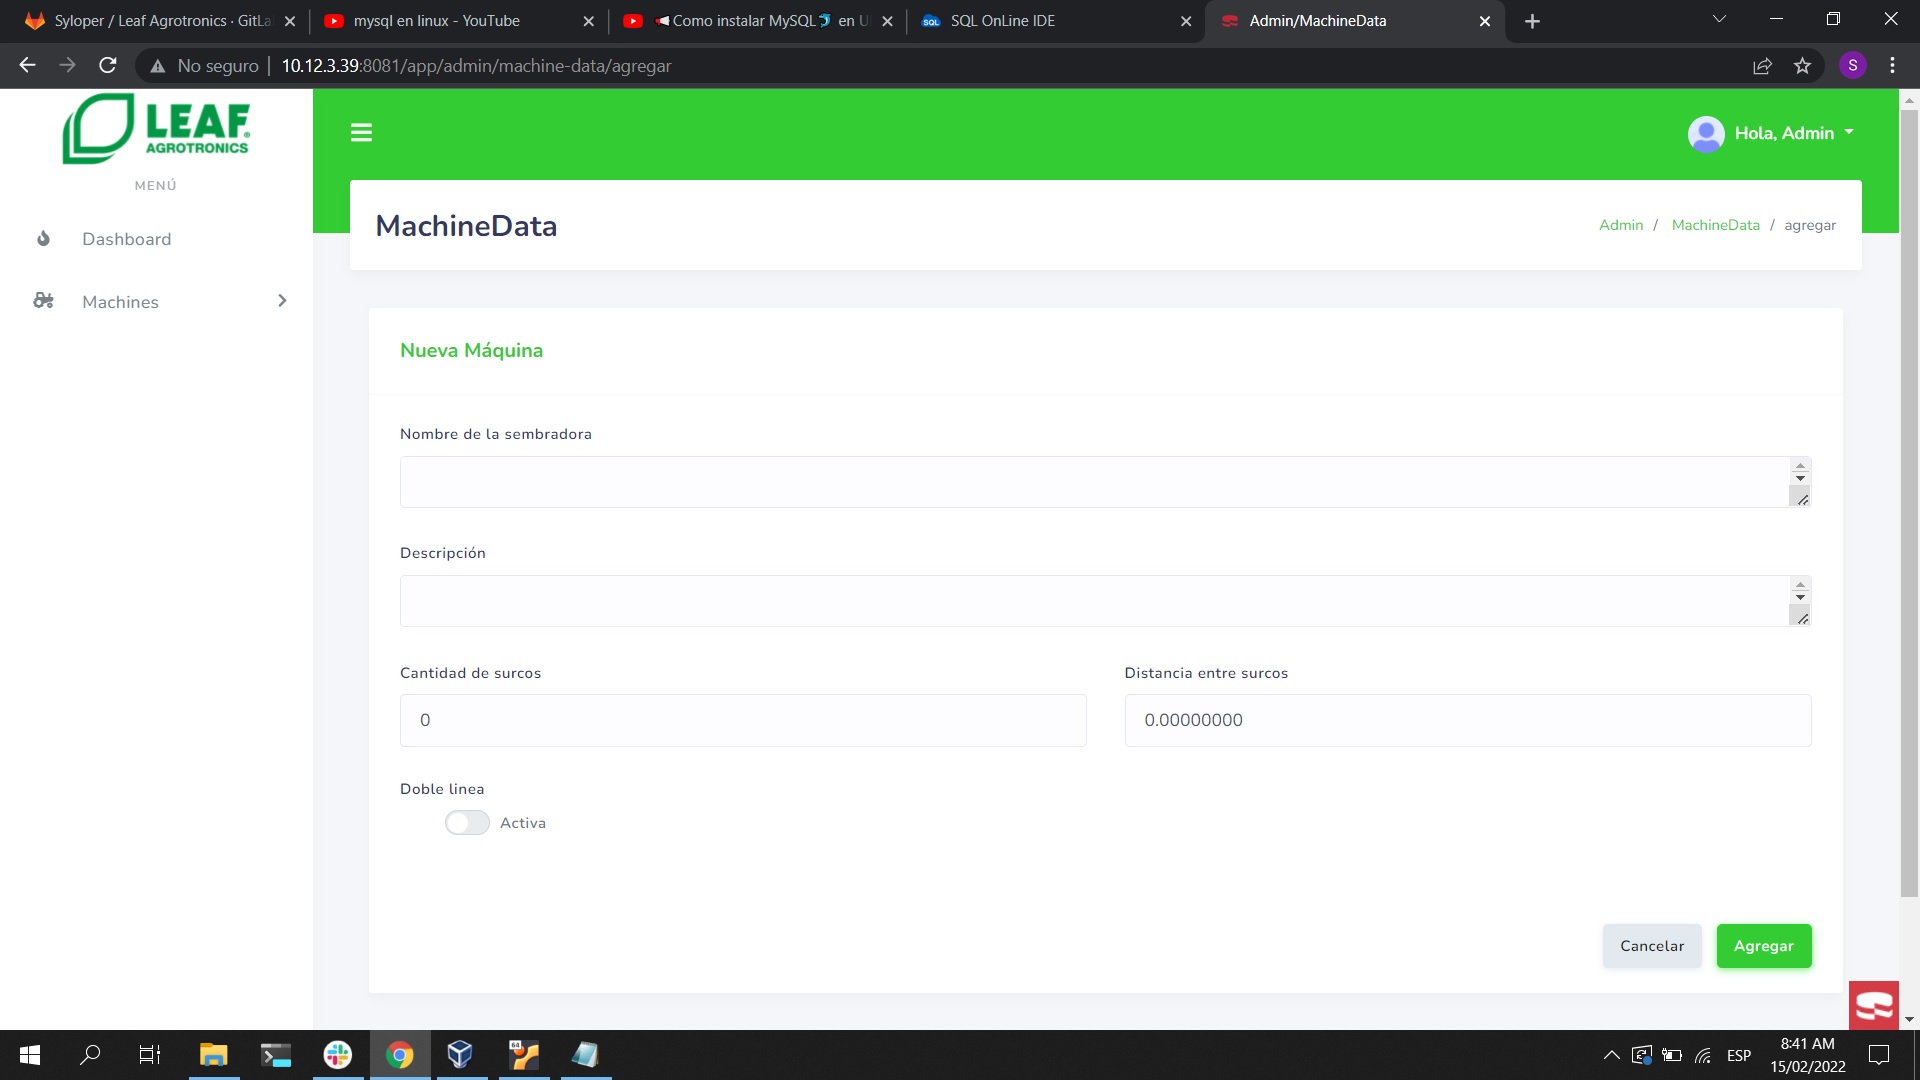 Syloper / Leaf Agrotronics · GitLa
mysql en linux - YouTube
Como instalar MySQL en U
SQL OnLine IDE
Admin/MachineData
No seguro
10.12.3.39:8081/app/admin/machine-data/agregar
S
LEAF
AGROTRONICS
MENÚ
Dashboard
Machines
Hola, Admin
MachineData
Admin / MachineData / agregar
Nueva Máquina
Nombre de la sembradora
Descripción
Cantidad de surcos
Distancia entre surcos
0
0.00000000
Doble linea
Activa
Cancelar
Agregar
ESP
8:41 AM
15/02/2022